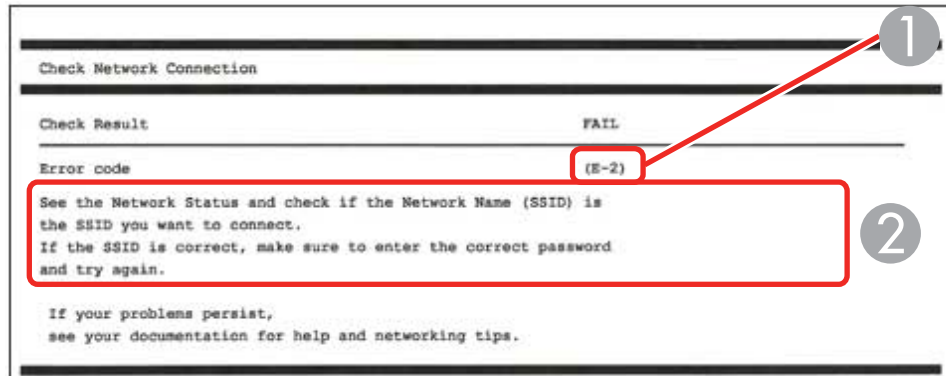 1
Check Network Connection
Check Result FAIL
Error code (E-2)
See the Network Status and check if the Network Name (SSID) is
the SSID you want to connect.
If the SSID is correct, make sure to enter the correct password
and try again.
2
If your problems persist,
see your documentation for help and networking tips.